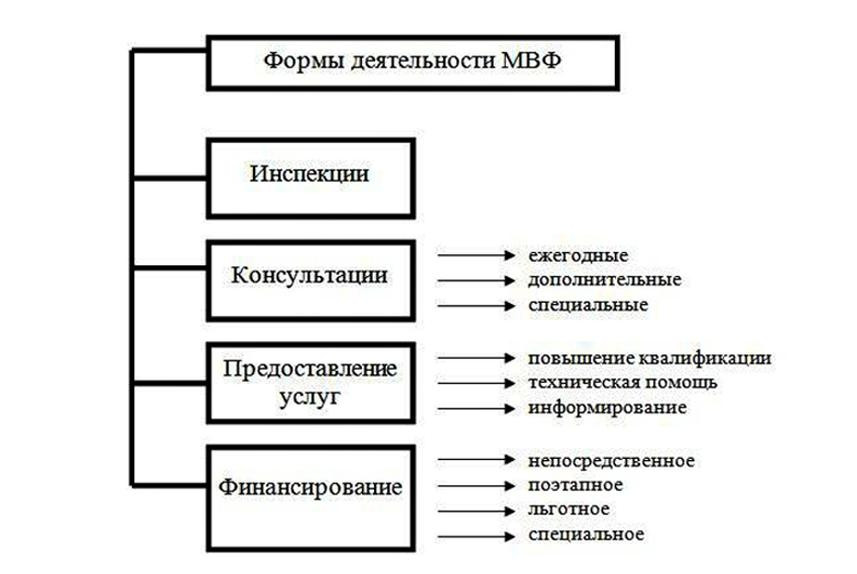 Формы деятельности МВФ
Инспекции
Консультации
ежегодные
дополнительные
специальные
Предоставление
услуг
повышение квалификации
техническая помощь
информирование
Финансирование
непосредственное
поэтапное
льготное
специальное